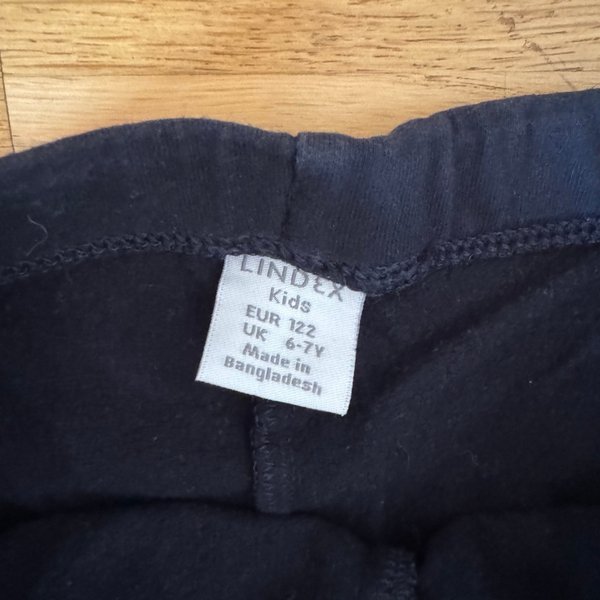 LINDEX
Kids
EUR 122
UK 6-7Y
Made in
Bangladesh